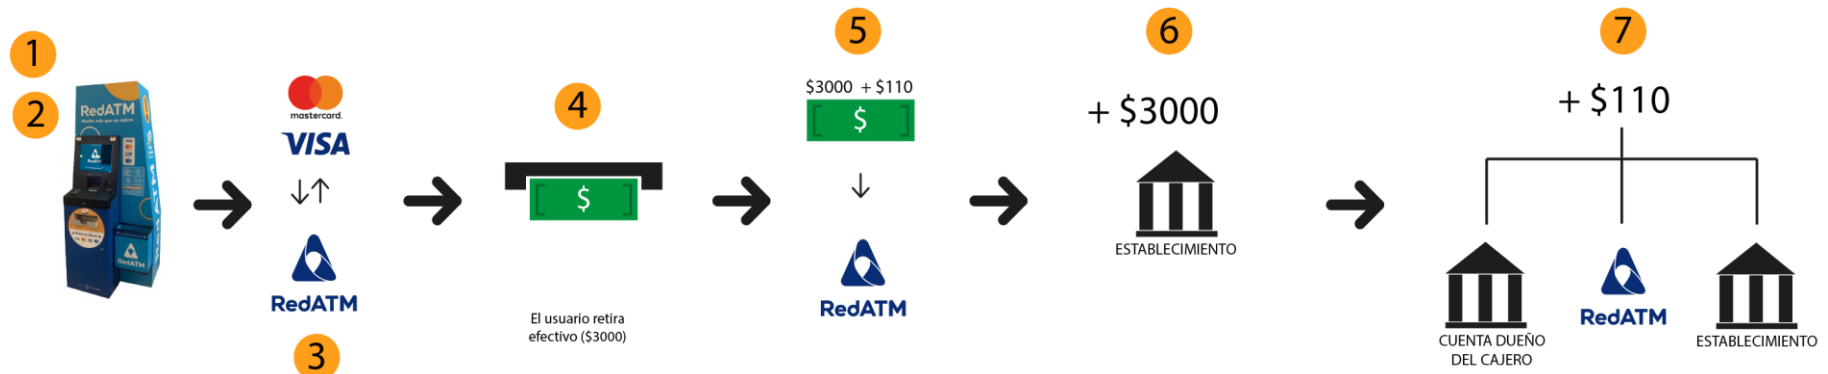 1
2
RedATM
RedATM
mastercard.
VISA
RedATM
3
4
$
El usuario retira
efectivo ($3000)
5
$3000 + $110
$
RedATM
6
+ $3000
ESTABLECIMIENTO
7
+ $110
CUENTA DUEÑO
DEL CAJERO
RedATM
ESTABLECIMIENTO